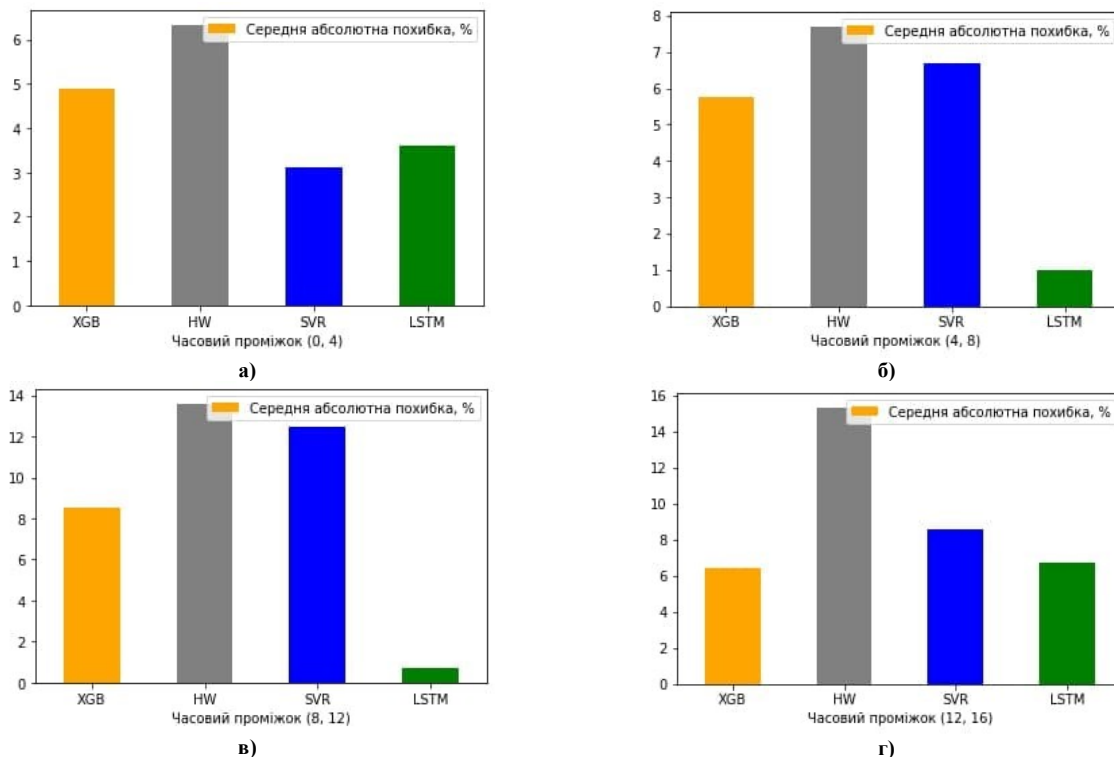 Середня абсолютна похибка, %
6
5
4
3
2
1
0
XGB HW SVR LSTM
Часовий проміжок (0, 4)
а)
Середня абсолютна похибка, %
8
7
6
5
4
3
2
1
0
XGB HW SVR LSTM
Часовий проміжок (4, 8)
б)
Середня абсолютна похибка, %
14
12
10
8
6
4
2
0
XGB HW SVR LSTM
Часовий проміжок (8, 12)
в)
Середня абсолютна похибка, %
16
14
12
10
8
6
4
2
0
XGB HW SVR LSTM
Часовий проміжок (12, 16)
г)